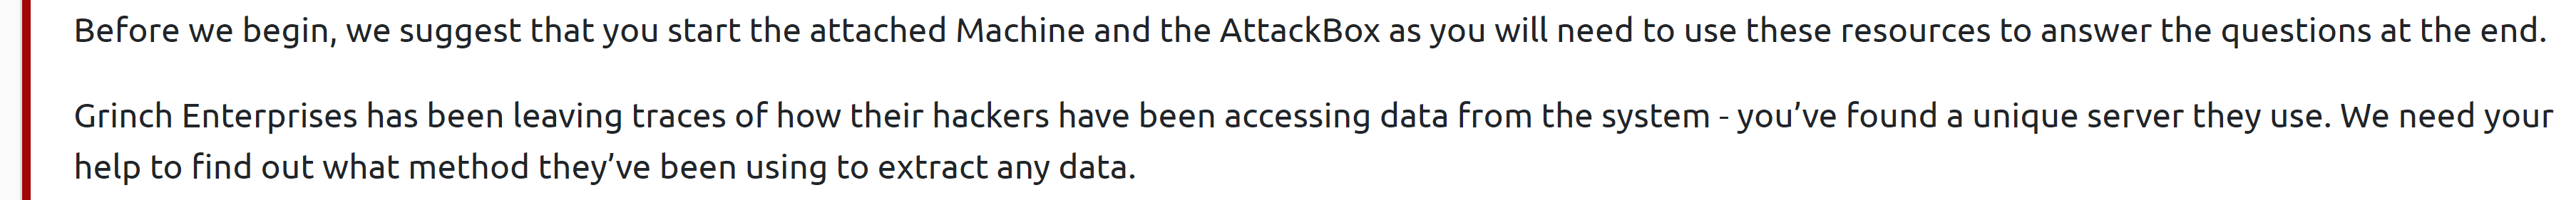 Before we begin, we suggest that you start the attached Machine and the AttackBox as you will need to use these resources to answer the questions at the end.
Grinch Enterprises has been leaving traces of how their hackers have been accessing data from the system - you’ve found a unique server they use. We need your
help to find out what method they’ve been using to extract any data.